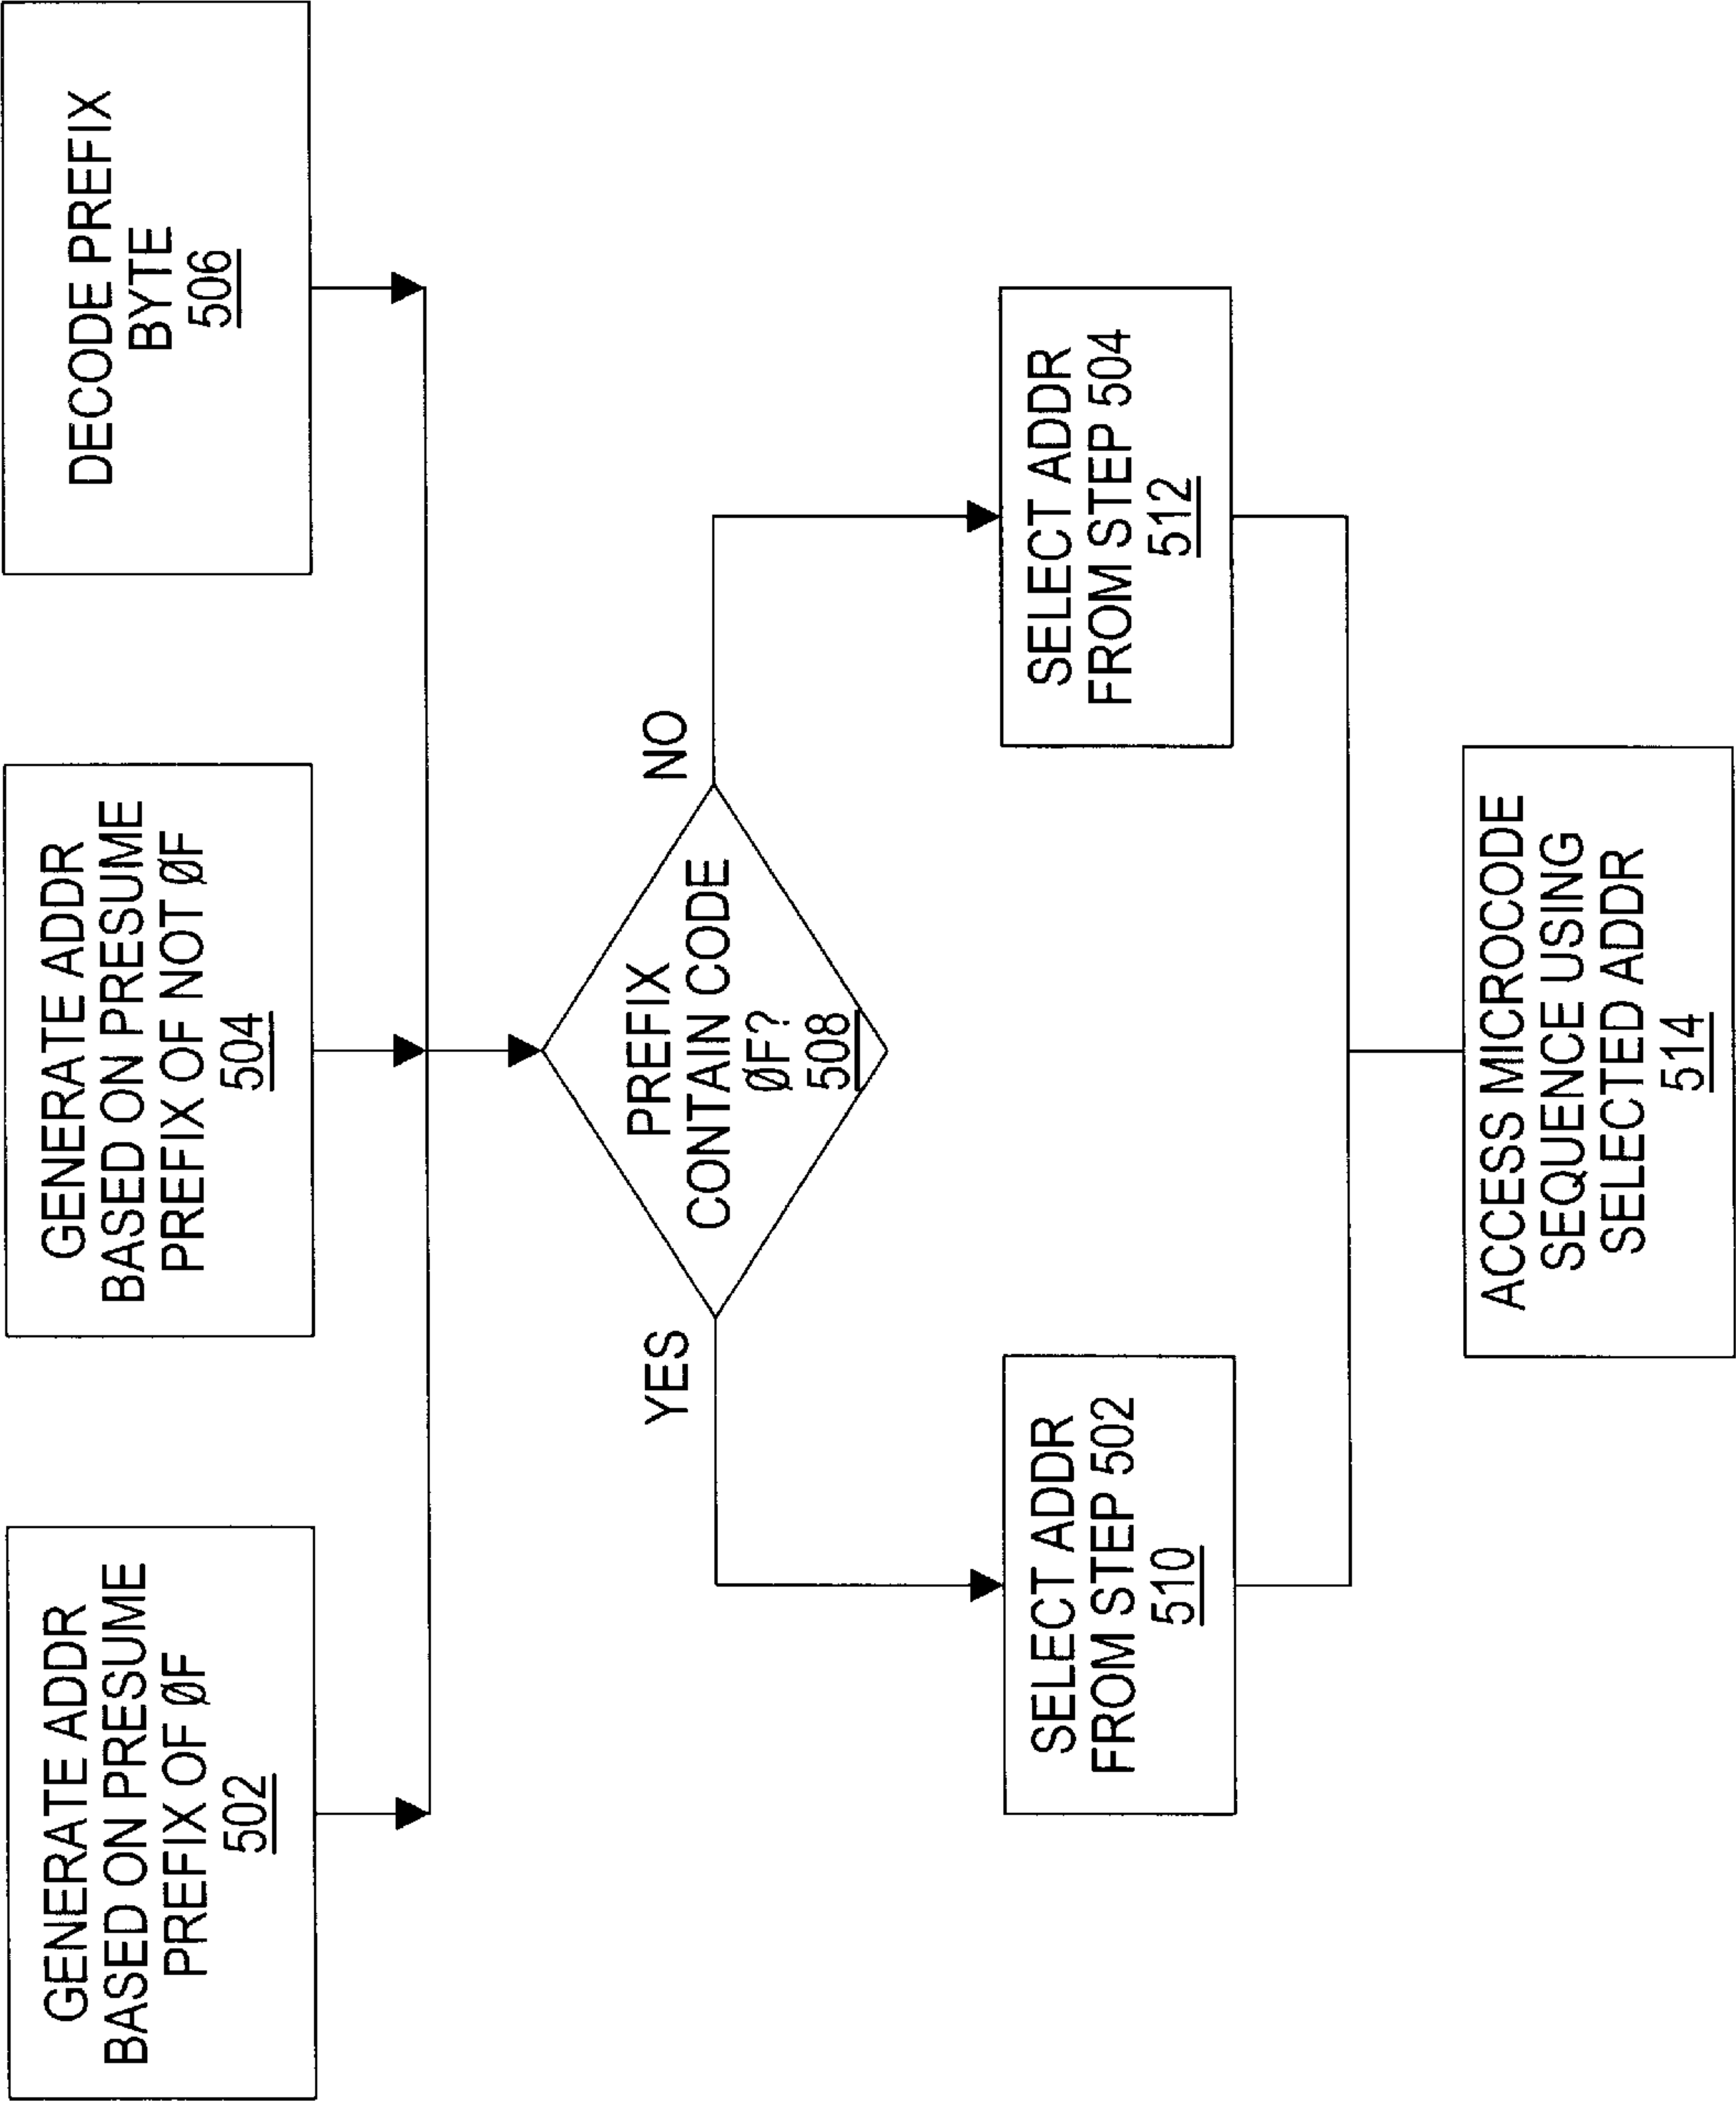 GENERATE ADDR
BASED ON PRESUME
PREFIX OF ØF
502
GENERATE ADDR
BASED ON PRESUME
PREFIX OF NOT ØF
504
DECODE PREFIX
BYTE
506
PREFIX
CONTAIN CODE
ØF?
508
YES
NO
SELECT ADDR
FROM STEP 502
510
SELECT ADDR
FROM STEP 504
512
ACCESS MICROCODE
SEQUENCE USING
SELECTED ADDR
514